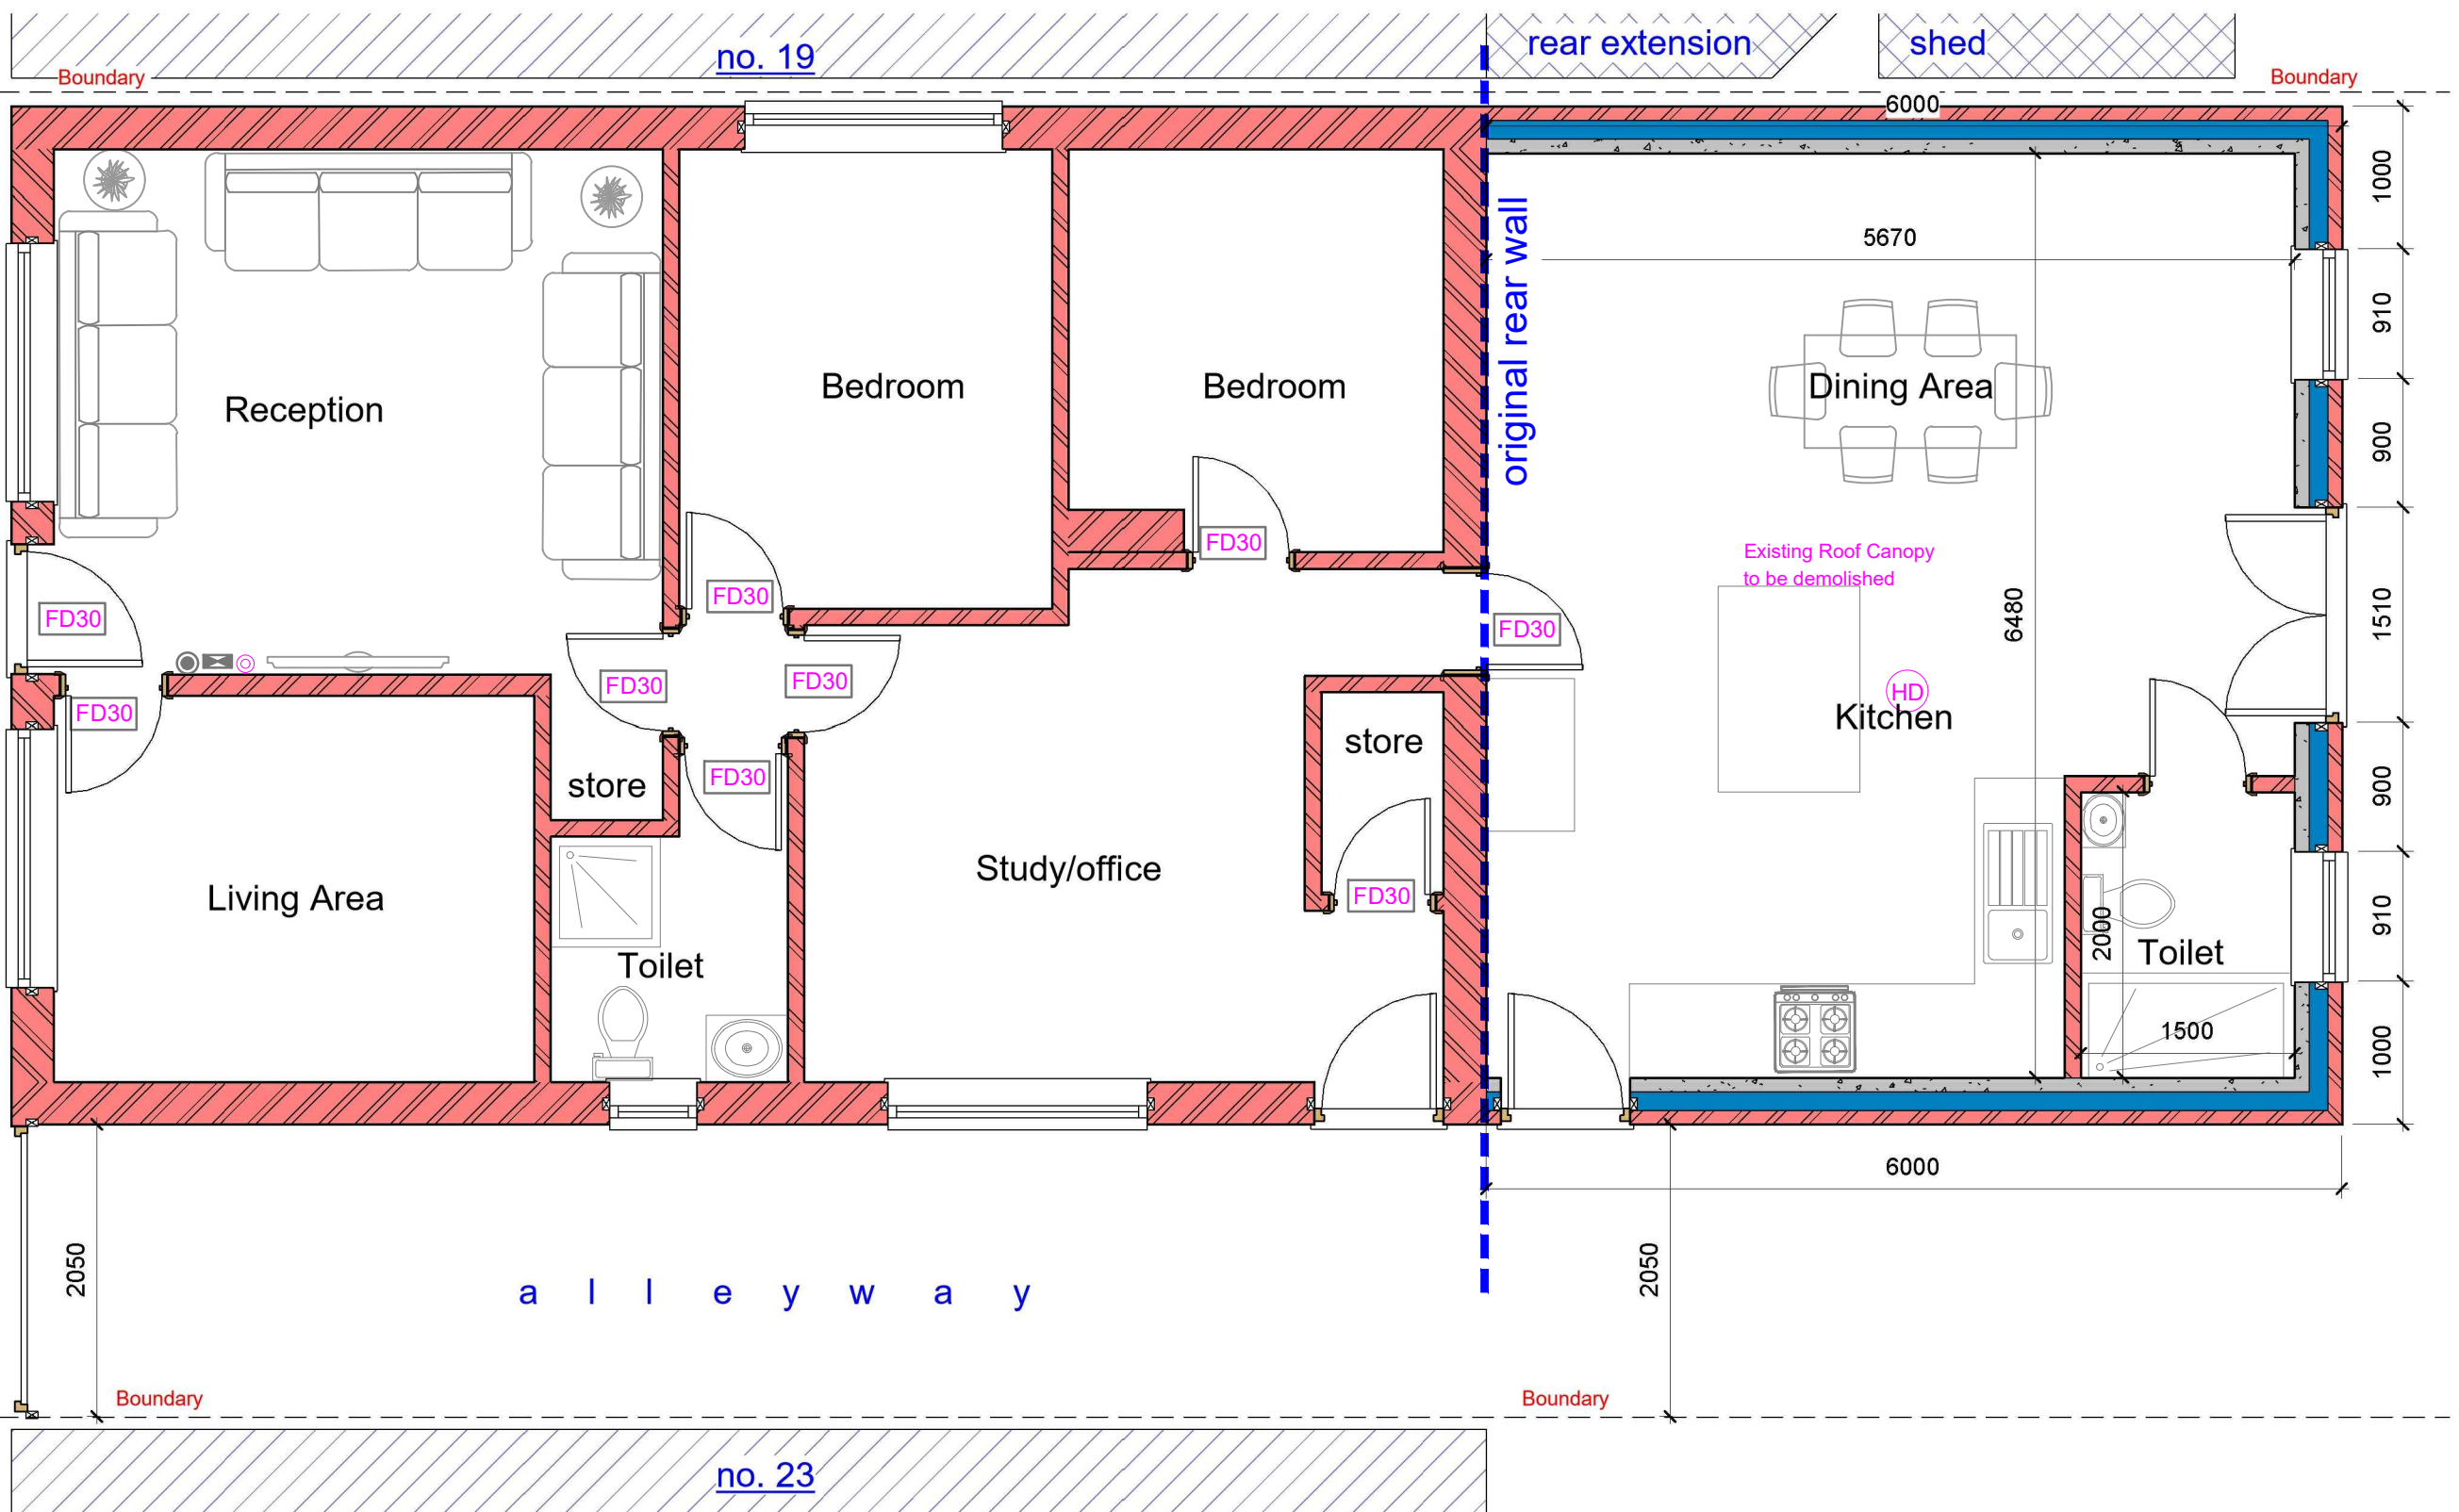 no. 19
rear extension
shed
Boundary
Boundary
6000
1000
original rear wall
5670
910
Reception
Bedroom
Bedroom
Dining Area
900
FD30
Existing Roof Canopy
to be demolished
FD30
FD30
FD30
6480
1510
FD30
FD30
FD30
HD
Kitchen
store
store
FD30
900
Living Area
Study/office
FD30
910
Toilet
2000
Toilet
1500
1000
6000
2050
2050
alleyway
Boundary
Boundary
no. 23